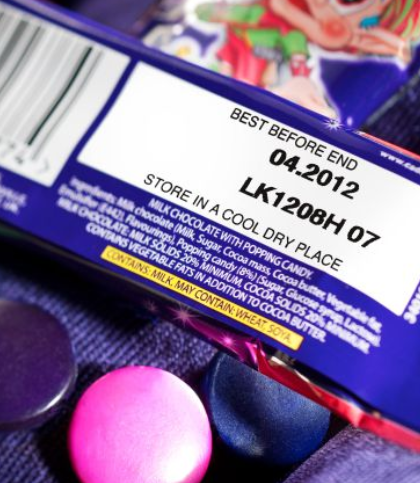 BEST BEFORE END
04.2012
LK1208H 07
STORE IN A COOL DRY PLACE
www.ca
MILK CHOCOLATE WITH POPPING CANDY.
Ingredients: Milk chocolate (Milk, Sugar, Cocoa mass, Cocoa butter, Vegetable fat,
Emulsifier (E442), Flavourings), Popping candy (8%) (Sugar, Glucose syrup, Lactose).
MILK CHOCOLATE: MILK SOLIDS 20% MINIMUM, COCOA SOLIDS 20% MINIMUM.
CONTAINS VEGETABLE FATS IN ADDITION TO COCOA BUTTER.
CONTAINS: MILK. MAY CONTAIN: WHEAT, SOYA.